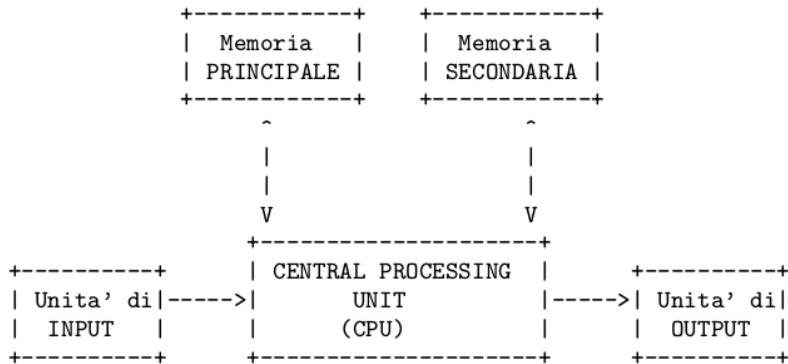 Memoria
PRINCIPALE
Memoria
SECONDARIA
CENTRAL PROCESSING
UNIT
(CPU)
Unita' di
INPUT
Unita' di
OUTPUT